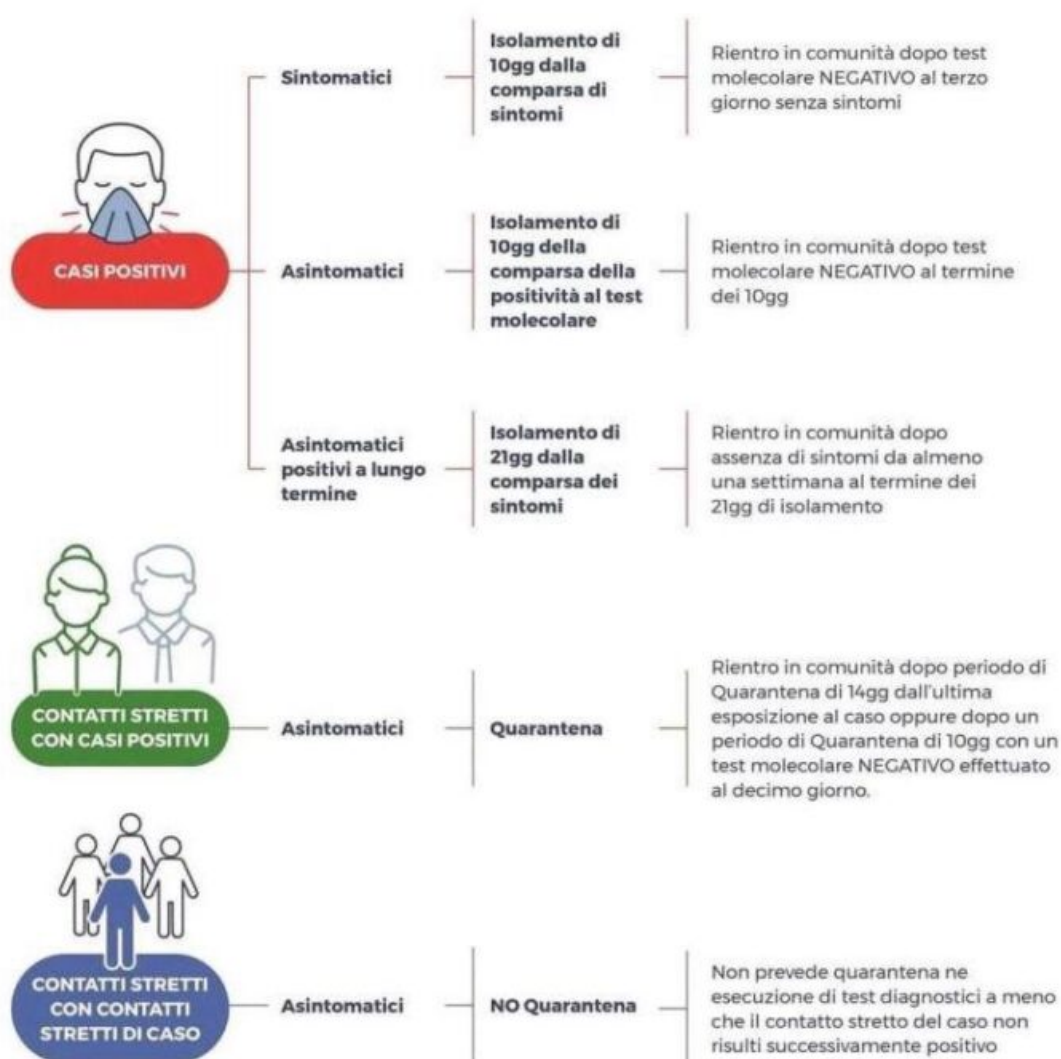 Sintomatici
Isolamento di
10gg dalla
comparsa di
sintomi
Rientro in comunità dopo test
molecolare NEGATIVO al terzo
giorno senza sintomi
CASI POSITIVI
Asintomatici
Isolamento di
10gg della
comparsa della
positività al test
molecolare
Rientro in comunità dopo test
molecolare NEGATIVO al termine
dei 10gg
Asintomatici
positivi a lungo
termine
Isolamento di
21gg dalla
comparsa dei
sintomi
Rientro in comunità dopo
assenza di sintomi da almeno
una settimana al termine dei
21gg di isolamento
CONTATTI STRETTI
CON CASI POSITIVI
Asintomatici
Quarantena
Rientro in comunità dopo periodo di
Quarantena di 14gg dall'ultima
esposizione al caso oppure dopo un
periodo di Quarantena di 10gg con un
test molecolare NEGATIVO effettuato
al decimo giorno.
CONTATTI STRETTI
CON CONTATTI
STRETTI DI CASO
Asintomatici
NO Quarantena
Non prevede quarantena ne
esecuzione di test diagnostici a meno
che il contatto stretto del caso non
risulti successivamente positivo